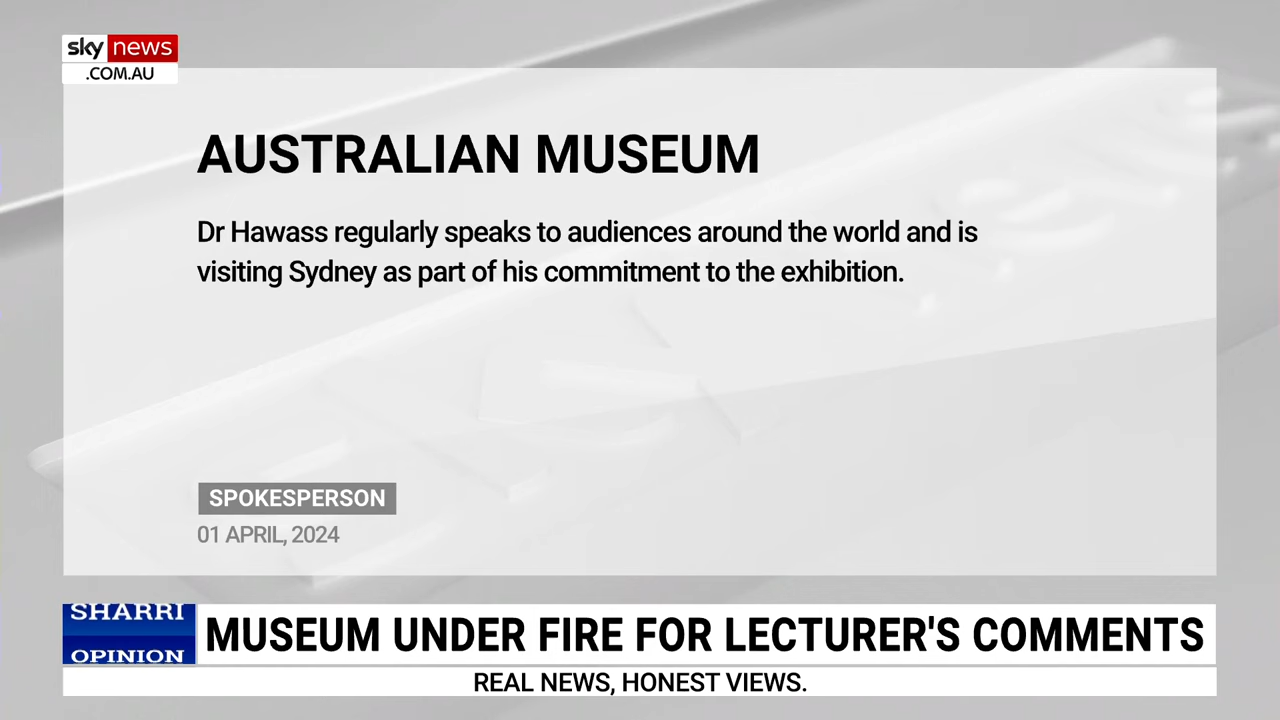 sky news
.COM.AU
AUSTRALIAN MUSEUM
Dr Hawass regularly speaks to audiences around the world and is
visiting Sydney as part of his commitment to the exhibition.
SPOKESPERSON
01 APRIL, 2024
SHARRI
OPINION
MUSEUM UNDER FIRE FOR LECTURER'S COMMENTS
REAL NEWS, HONEST VIEWS.